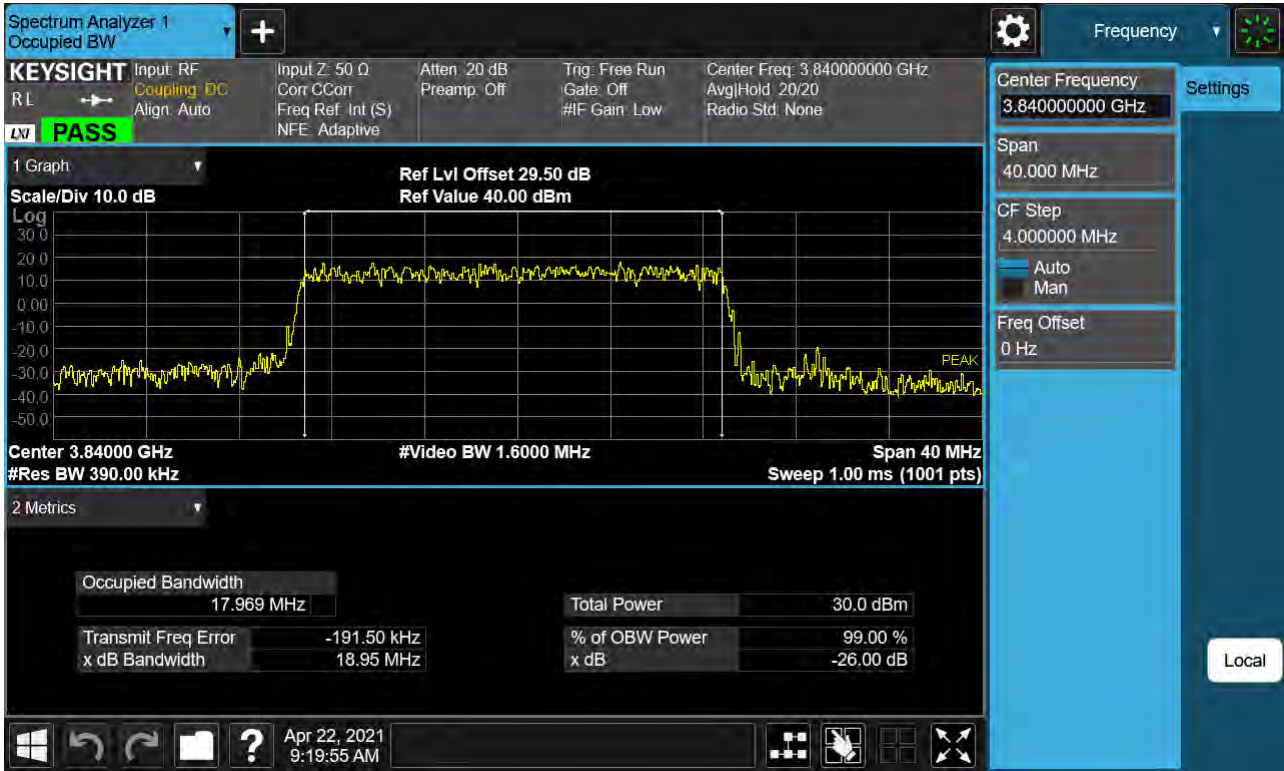 Spectrum Analyzer 1
Occupied BW
+
Frequency
KEYSIGHT
R L
LXI
PASS
Input: RF
Coupling: DC
Align: Auto
Input Z: 50 Ω
Corr CCorr
Freq Ref: Int (S)
NFE: Adaptive
Atten: 20 dB
Preamp: Off
Trig: Free Run
Gate: Off
#IF Gain: Low
Center Freq: 3.840000000 GHz
Avg|Hold: 20/20
Radio Std: None
1 Graph
Scale/Div 10.0 dB
Ref Lvl Offset 29.50 dB
Ref Value 40.00 dBm
Log
30.0
20.0
10.0
0.00
-10.0
-20.0
-30.0
-40.0
-50.0
PEAK
Center 3.84000 GHz
#Res BW 390.00 kHz
#Video BW 1.6000 MHz
Span 40 MHz
Sweep 1.00 ms (1001 pts)
2 Metrics
Occupied Bandwidth
17.969 MHz
Transmit Freq Error -191.50 kHz
x dB Bandwidth 18.95 MHz
Total Power 30.0 dBm
% of OBW Power 99.00 %
x dB -26.00 dB
Center Frequency
3.840000000 GHz
Span
40.000 MHz
CF Step
4.000000 MHz
Auto
Man
Freq Offset
0 Hz
Settings
Local
?
Apr 22, 2021
9:19:55 AM